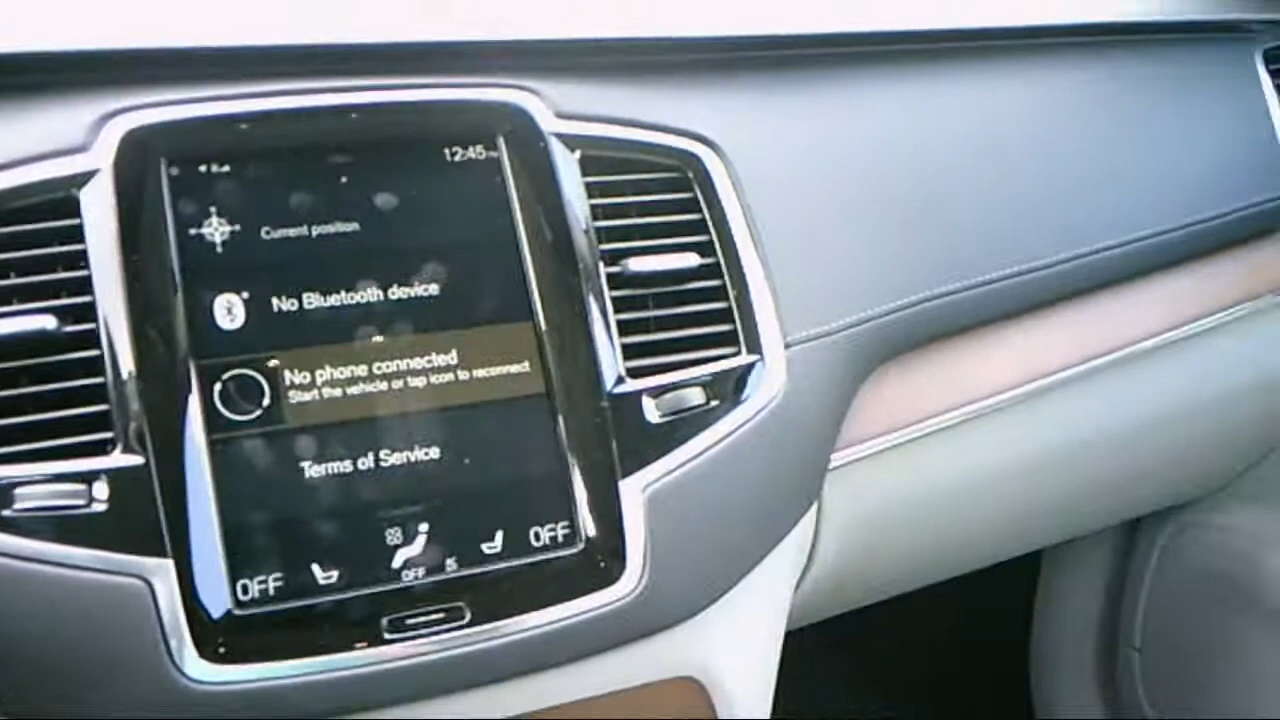 12:45
Current position
No Bluetooth device
No phone connected
Start the vehicle or tap icon to reconnect
Terms of Service
OFF
OFF
OFF